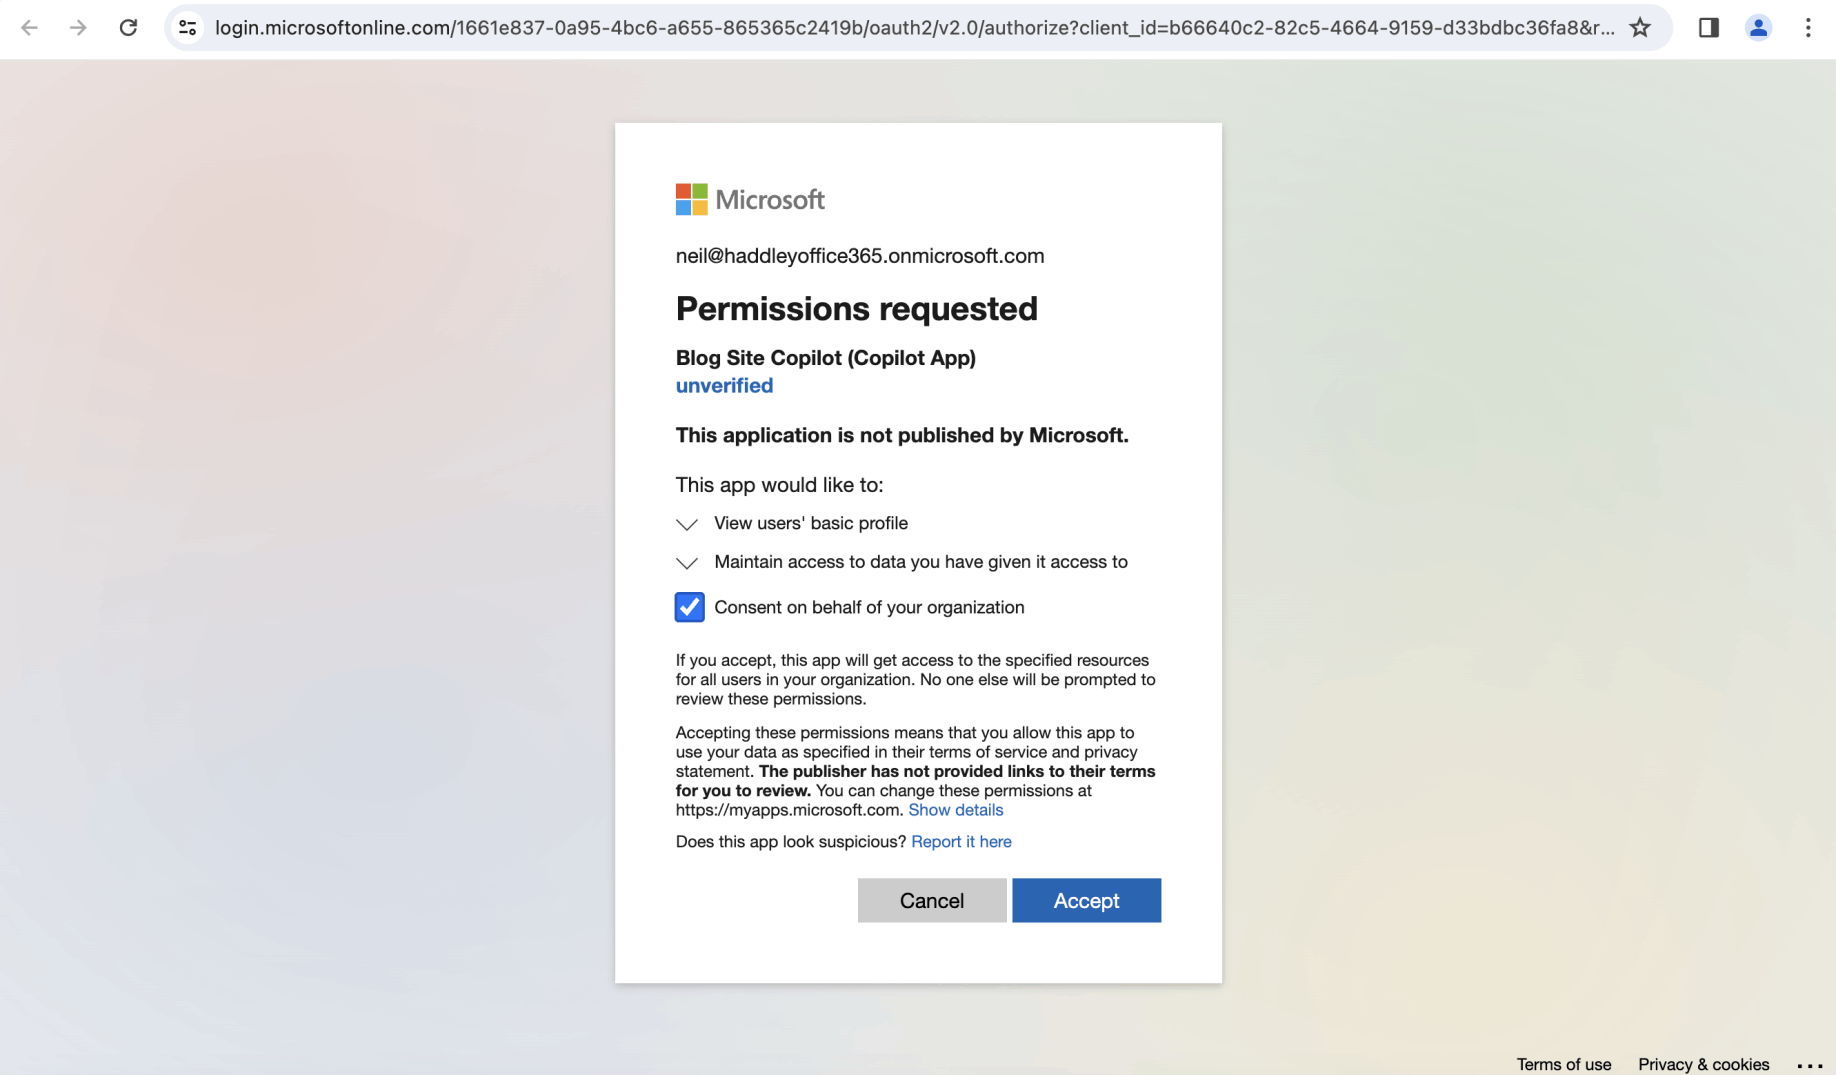 login.microsoftonline.com/1661e837-0a95-4bc6-a655-865365c2419b/oauth2/v2.0/authorize?client_id=b66640c2-82c5-4664-9159-d33bdbc36fa8&r...
Microsoft
neil@haddleyoffice365.onmicrosoft.com
Permissions requested
Blog Site Copilot (Copilot App)
unverified
This application is not published by Microsoft.
This app would like to:
View users' basic profile
Maintain access to data you have given it access to
Consent on behalf of your organization
If you accept, this app will get access to the specified resources
for all users in your organization. No one else will be prompted to
review these permissions.
Accepting these permissions means that you allow this app to
use your data as specified in their terms of service and privacy
statement. The publisher has not provided links to their terms
for you to review. You can change these permissions at
https://myapps.microsoft.com. Show details
Does this app look suspicious? Report it here
Cancel Accept
Terms of use Privacy & cookies ...